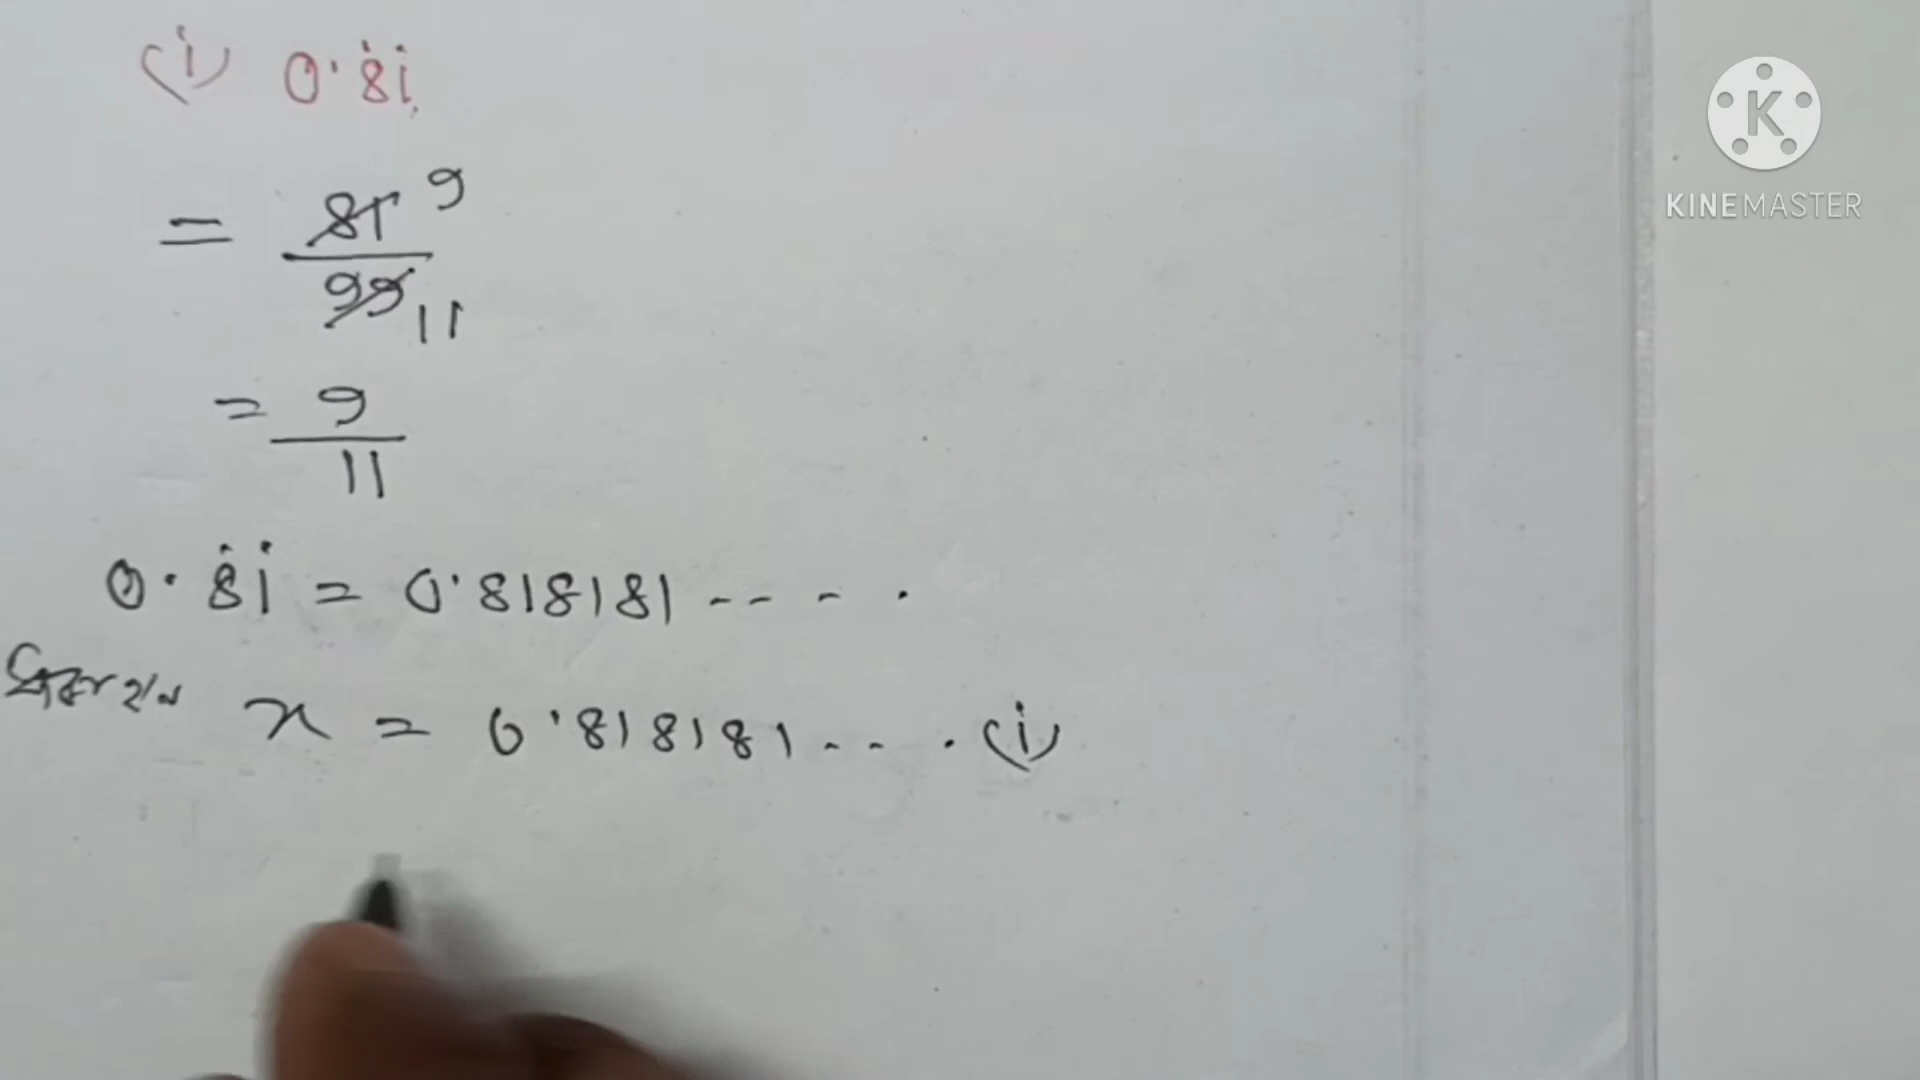 (i) 0.8̇1̇
= 81 9
99 11
= 9
11
0.8̇1̇ = 0.818181 -- - .
x = 0.818181 -- . (i)
KINEMASTER